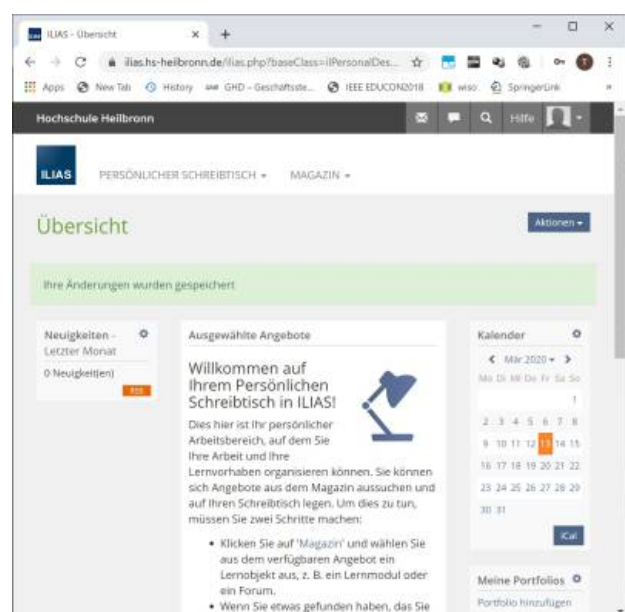 ILIAS - Übersicht
ilias.hs-heilbronn.de/ilias.php?baseClass=ilPersonalDes...
Apps New Tab History GHD - Geschäftsste... IEEE EDUCON2018 wiso SpringerLink »
Hochschule Heilbronn Hilfe
ILIAS PERSÖNLICHER SCHREIBTISCH MAGAZIN
Übersicht Aktionen
Ihre Änderungen wurden gespeichert
Neuigkeiten -
Letzter Monat
0 Neuigkeit(en)
RSS
Ausgewählte Angebote
Willkommen auf
Ihrem Persönlichen
Schreibtisch in ILIAS!
Dies hier ist Ihr persönlicher
Arbeitsbereich, auf dem Sie
Ihre Arbeit und Ihre
Lernvorhaben organisieren können. Sie können
sich Angebote aus dem Magazin aussuchen und
auf Ihren Schreibtisch legen. Um dies zu tun,
müssen Sie zwei Schritte machen:
• Klicken Sie auf 'Magazin' und wählen Sie
aus dem verfügbaren Angebot ein
Lernobjekt aus, z. B. ein Lernmodul oder
ein Forum.
• Wenn Sie etwas gefunden haben, das Sie
Kalender
Mär 2020
Mo Di Mi Do Fr Sa So
1
2 3 4 5 6 7 8
9 10 11 12 13 14 15
16 17 18 19 20 21 22
23 24 25 26 27 28 29
30 31
iCal
Meine Portfolios
Portfolio hinzufügen